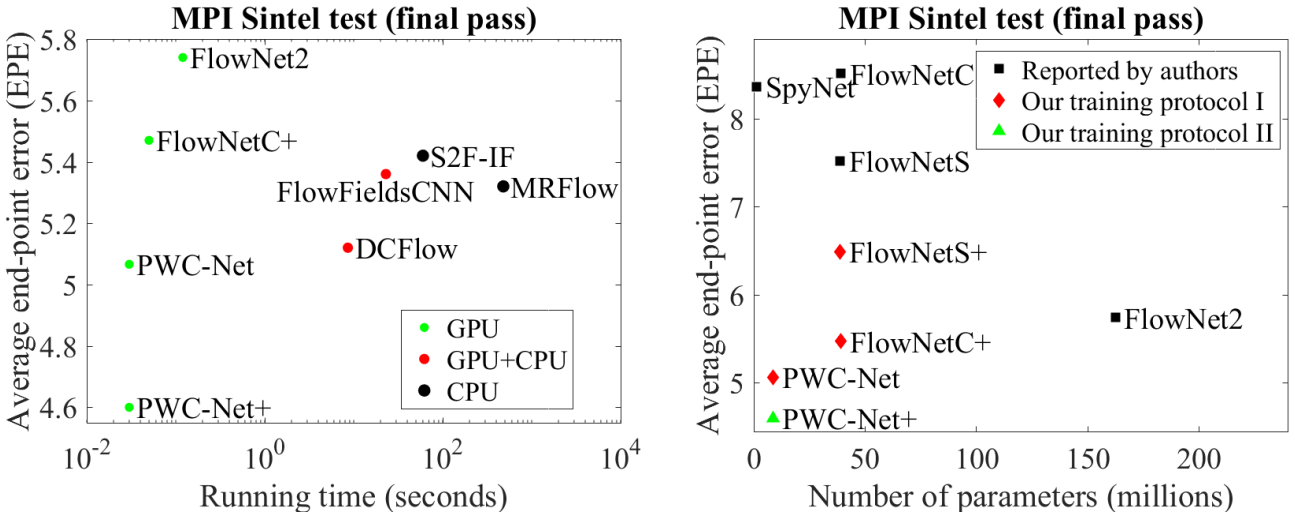 MPI Sintel test (final pass)
Average end-point error (EPE)
5.8
5.6
5.4
5.2
5
4.8
4.6
FlowNet2
FlowNetC+
S2F-IF
FlowFieldsCNN
MRFlow
DCFlow
PWC-Net
PWC-Net+
GPU
GPU+CPU
CPU
10^-2
10^0
10^2
10^4
Running time (seconds)
MPI Sintel test (final pass)
Average end-point error (EPE)
8
7
6
5
SpyNet
FlowNetC
FlowNetS
FlowNetS+
FlowNet2
FlowNetC+
PWC-Net
PWC-Net+
Reported by authors
Our training protocol I
Our training protocol II
0
50
100
150
200
Number of parameters (millions)